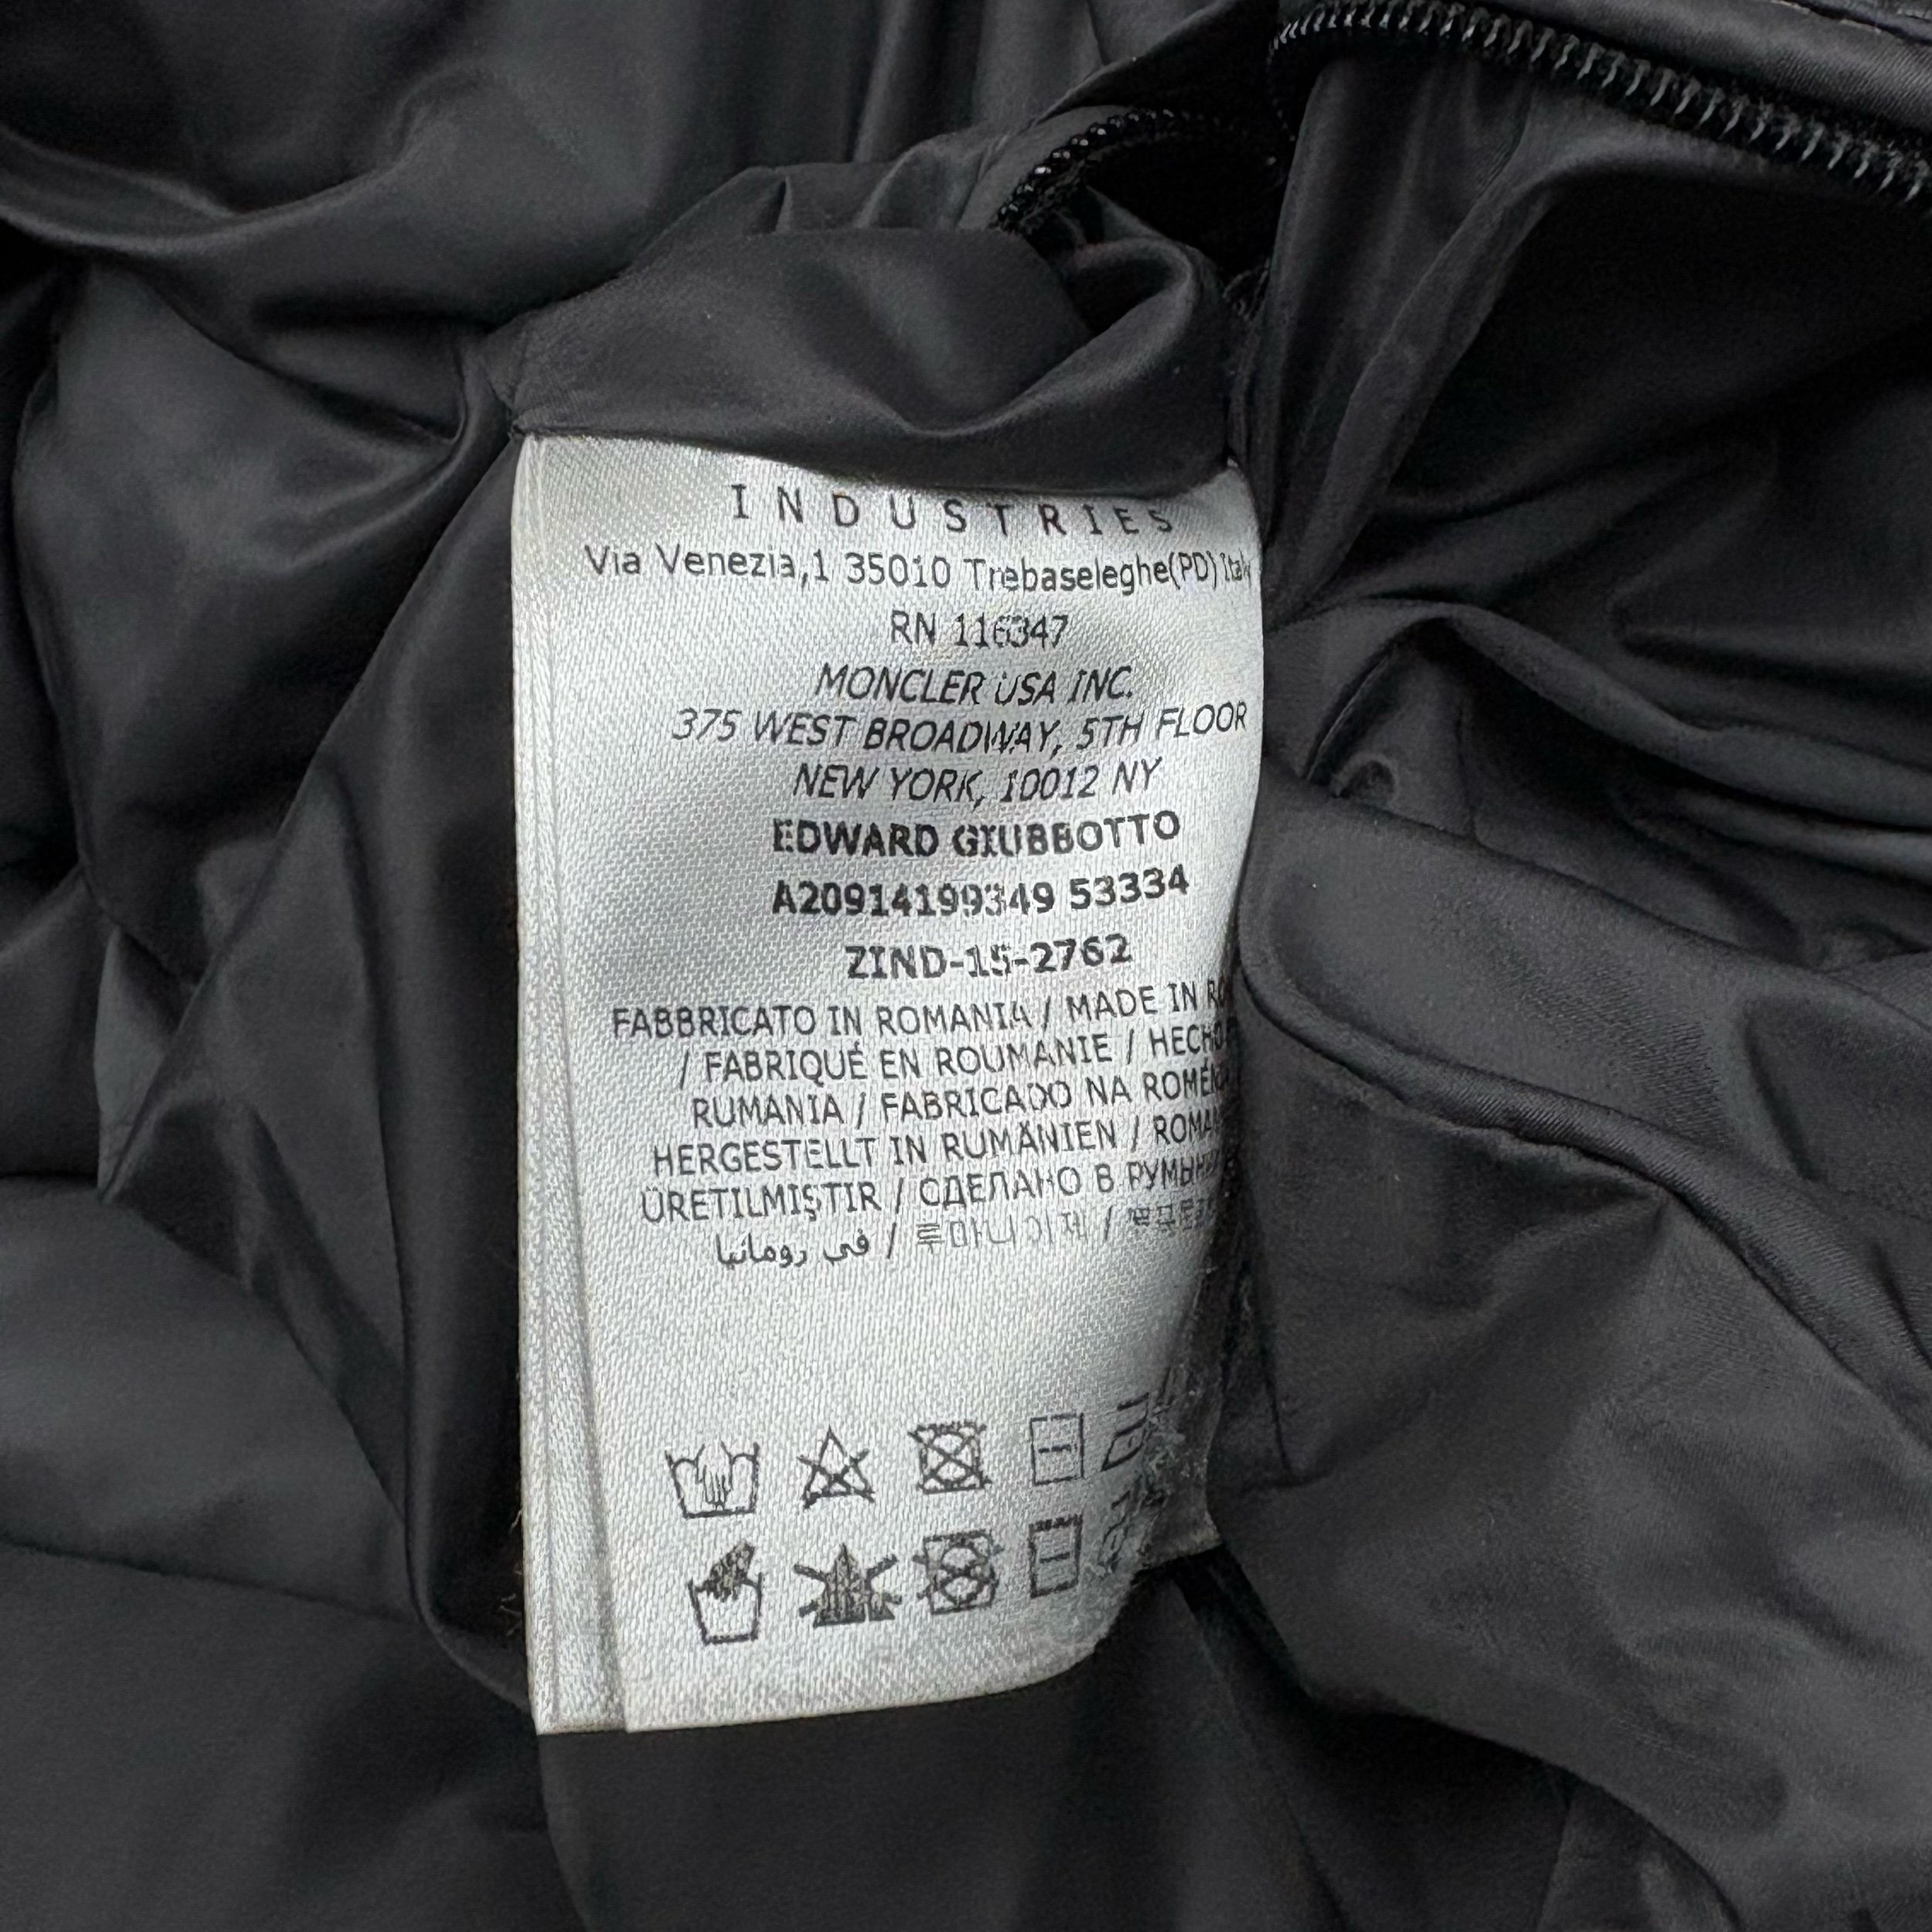 INDUSTRIES
Via Venezia,1 35010 Trebaseleghe(PD)
RN 116347
MONCLER USA INC.
375 WEST BROADWAY, 5TH FLOOR
NEW YORK, 10012 NY
EDWARD GIUBBOTTO
A20914199349 53334
ZIND-15-2762
FABBRICATO IN ROMANIA / MADE IN
/ FABRIQUÉ EN ROUMANIE /
RUMANIA / FABRICADO NA
HERGESTELLT IN RUMÄNIEN /
ÜRETILMIŞTIR / СДЕЛАНО В
في رومانيا / 루마니아제 /